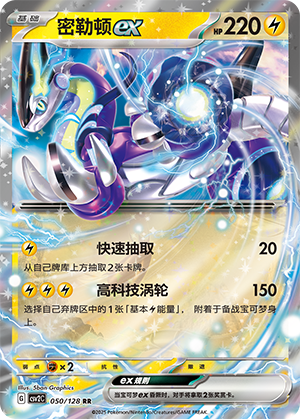 基础 密勒顿ex HP 220
快速抽取 20
从自己牌库上方抽取2张卡牌。
高科技涡轮 150
选择自己弃牌区中的1张「基本能量」，附着于备战宝可梦身上。
弱点 ×2 抗性 撤退
ex规则
当宝可梦ex昏厥时，对手将拿取2张奖赏卡。
Illus. 5ban Graphics
G CSV2C 050/128 RR
©2025 Pokémon/Nintendo/Creatures/GAME FREAK.